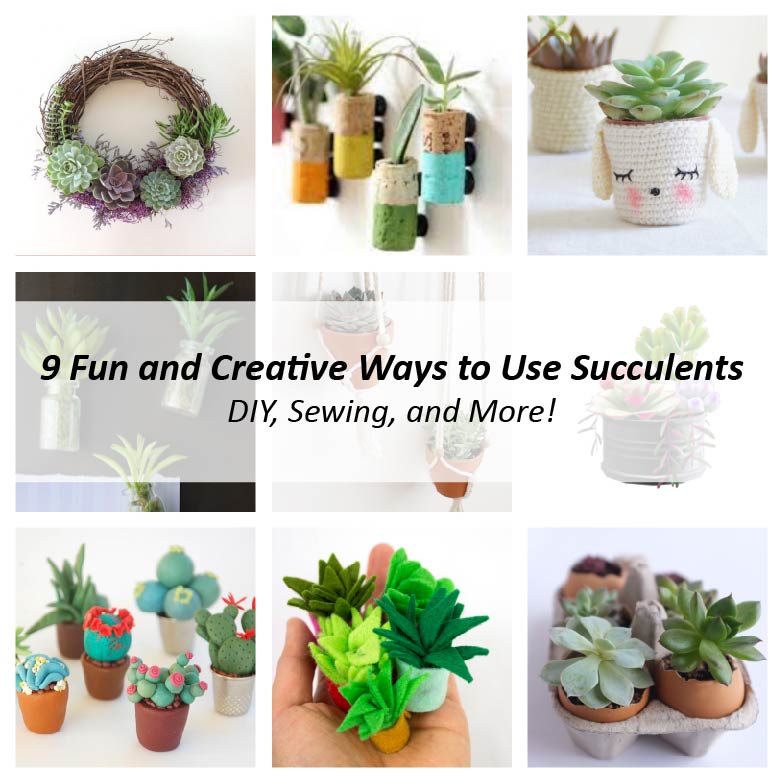 9 Fun and Creative Ways to Use Succulents
DIY, Sewing, and More!